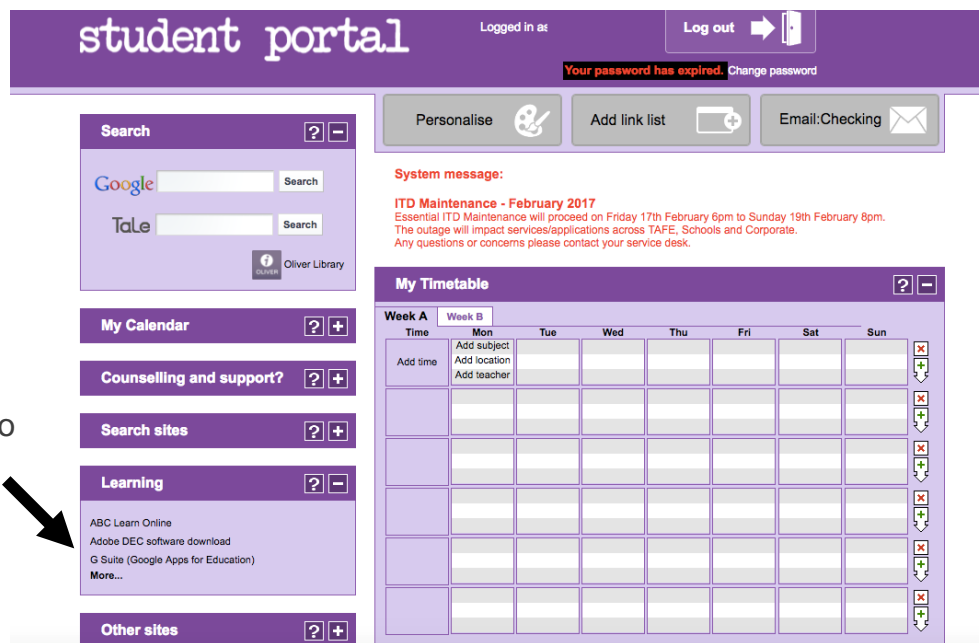 student portal
Logged in as
Log out
Your password has expired. Change password
Search
Google
Search
TaLe
Search
OLIVER
Oliver Library
My Calendar
Counselling and support?
Search sites
o
Learning
ABC Learn Online
Adobe DEC software download
G Suite (Google Apps for Education)
More...
Other sites
Personalise
Add link list
Email:Checking
System message:
ITD Maintenance - February 2017
Essential ITD Maintenance will proceed on Friday 17th February 6pm to Sunday 19th February 8pm.
The outage will impact services/applications across TAFE, Schools and Corporate.
Any questions or concerns please contact your service desk.
My Timetable
Week A Week B
Time Mon Tue Wed Thu Fri Sat Sun
Add subject
Add time Add location
Add teacher